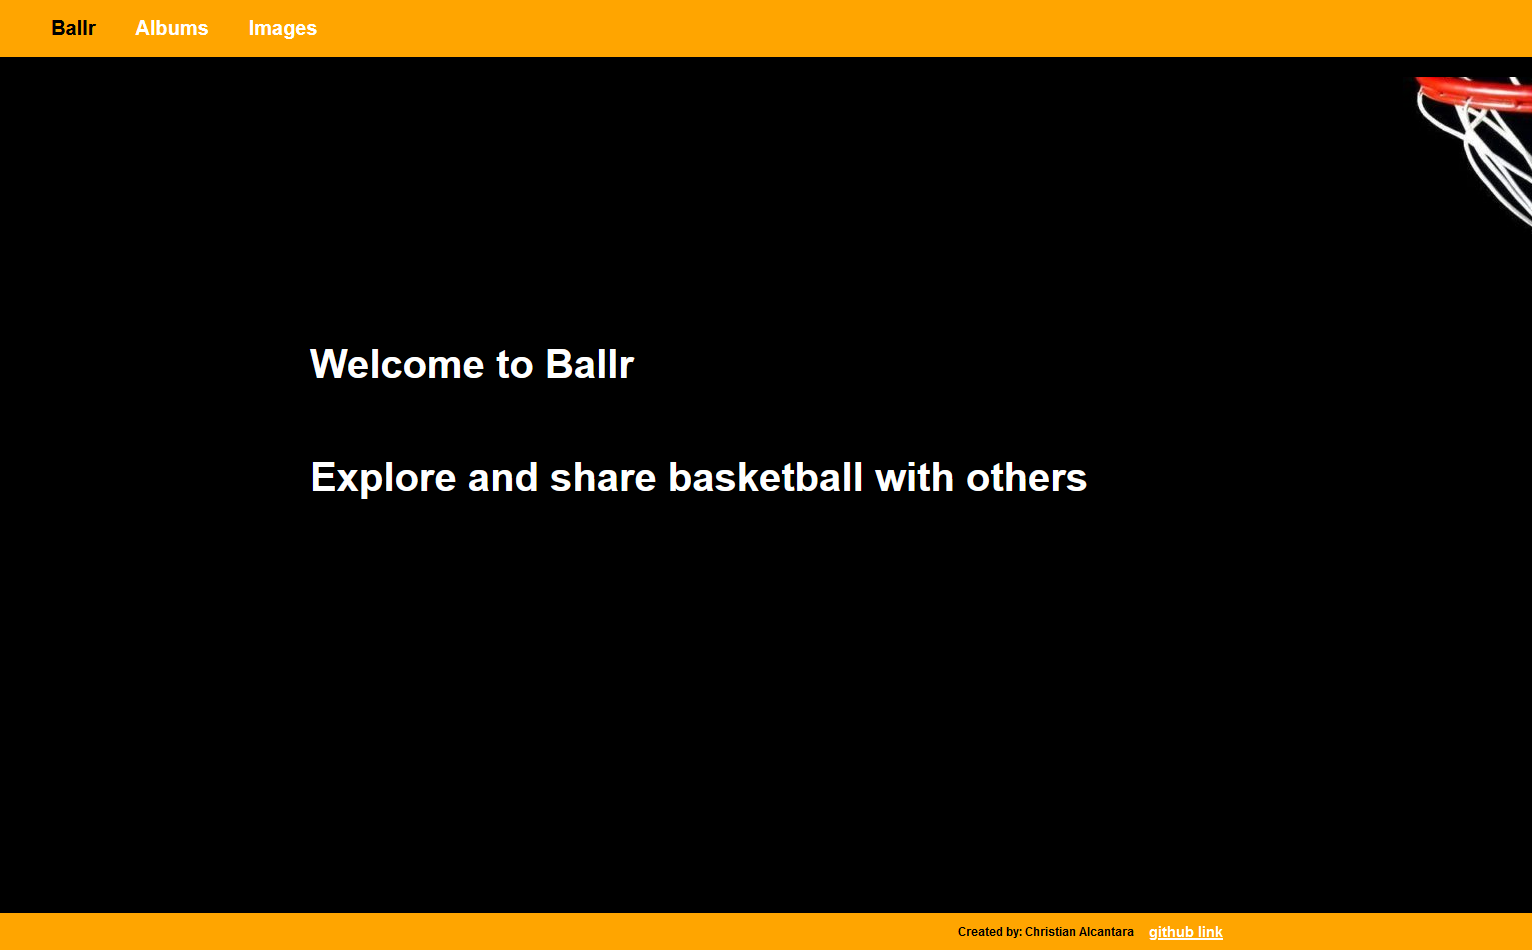 Ballr Albums Images
Welcome to Ballr
Explore and share basketball with others
Created by: Christian Alcantara github link